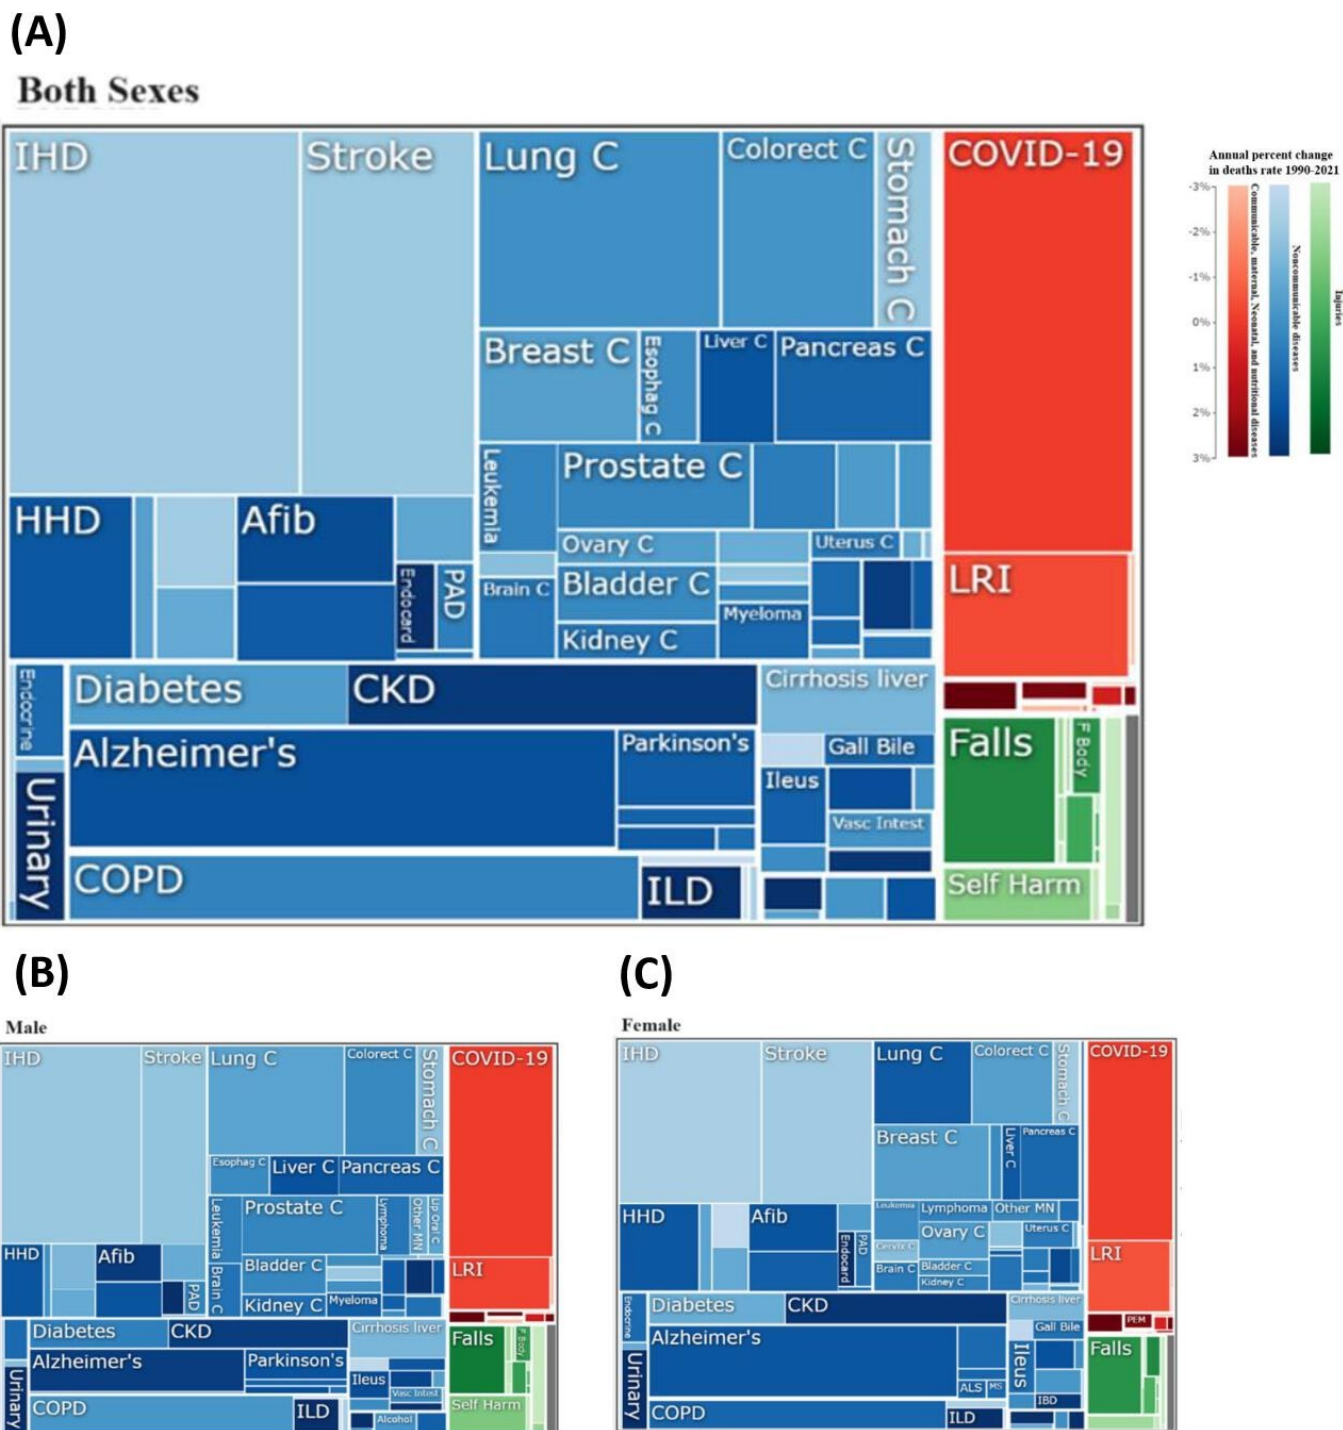 (A)
Both Sexes
IHD
Stroke
Lung C
Colorect C
Stomach C
COVID-19
Breast C
Esophag C
Liver C
Pancreas C
Leukemia
Prostate C
HHD
Afib
Endocard
PAD
Ovary C
Uterus C
Brain C
Bladder C
Myeloma
Kidney C
LRI
Endocrine
Diabetes
CKD
Cirrhosis liver
Alzheimer's
Parkinson's
Gall Bile
Ileus
Vasc Intest
Urinary
COPD
ILD
Falls
F Body
Self Harm
Annual percent change
in deaths rate 1990-2021
-3%
-2%
-1%
0%
1%
2%
3%
Communicable, maternal, Neonatal, and nutritional diseases
Noncommunicable diseases
Injuries
(B)
Male
IHD
Stroke
Lung C
Colorect C
Stomach C
COVID-19
Esophag C
Liver C
Pancreas C
Leukemia
Prostate C
Lymphoma
Other MN
Lip Oral C
HHD
Afib
PAD
Brain C
Bladder C
Kidney C
Myeloma
LRI
Diabetes
CKD
Cirrhosis liver
Alzheimer's
Parkinson's
Ileus
Vasc Intest
Urinary
COPD
ILD
Alcohol
Falls
F Body
Self Harm
(C)
Female
IHD
Stroke
Lung C
Colorect C
Stomach C
COVID-19
Breast C
Liver C
Pancreas C
Leukemia
Lymphoma
Other MN
HHD
Afib
Endocard
PAD
Ovary C
Uterus C
Cervix C
Brain C
Bladder C
Kidney C
LRI
Endocrine
Diabetes
CKD
Cirrhosis liver
Alzheimer's
Gall Bile
Ileus
ALS
MS
IBD
Urinary
COPD
ILD
PEM
Falls